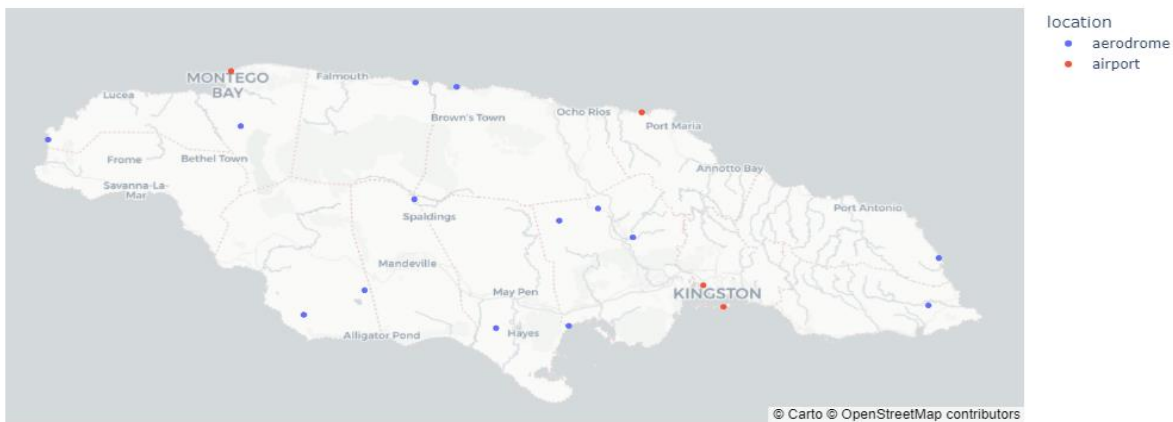 location
aerodrome
airport
MONTEGO
BAY
Falmouth
Lucea
Brown's Town
Ocho Rios
Port Maria
Frome
Bethel Town
Annotto Bay
Savanna-La-
Mar
Spaldings
Port Antonio
Mandeville
May Pen
KINGSTON
Alligator Pond
Hayes
© Carto © OpenStreetMap contributors